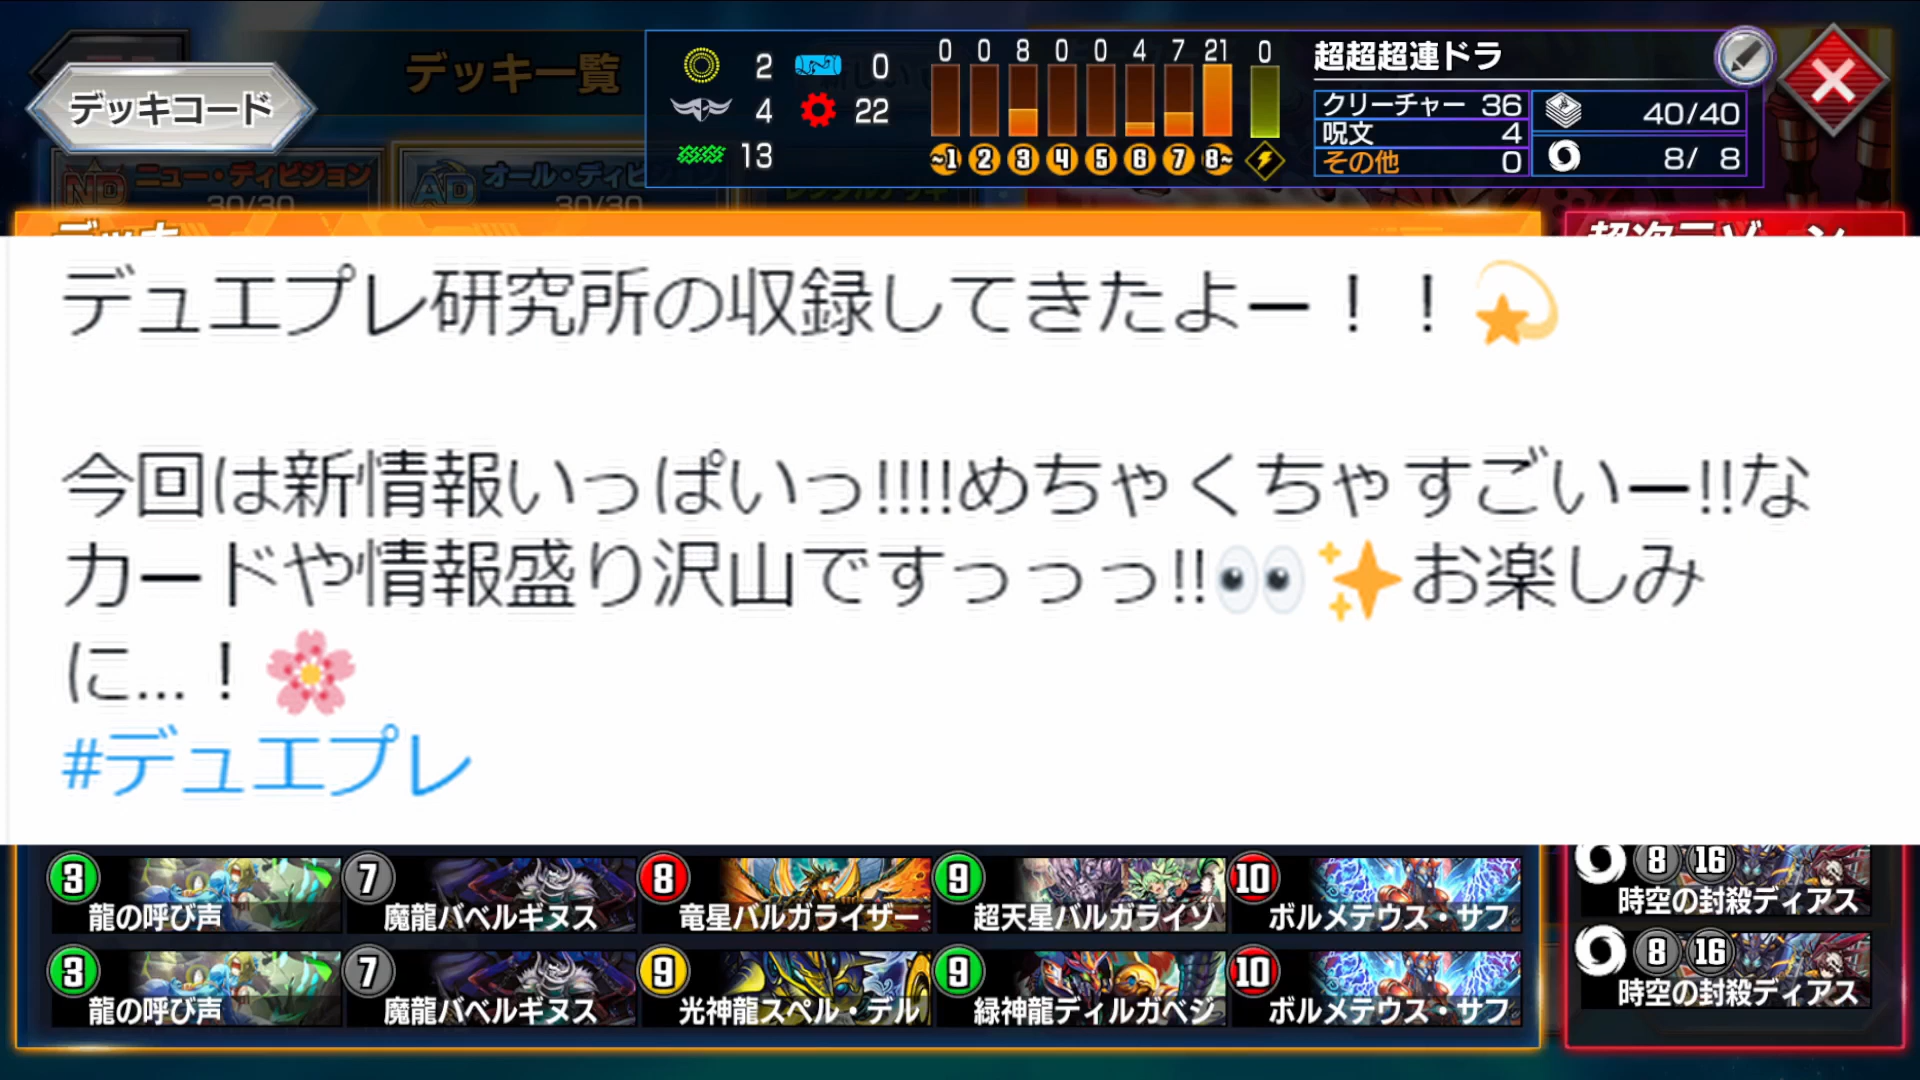 デッキコード
デッキ一覧
2 0
4 22
13
0 0 8 0 0 4 7 21 0
~1 2 3 4 5 6 7 8~
超超超連ドラ
クリーチャー 36
呪文 4
その他 0
40/40
8/ 8
ND ニュー・ディビジョン
30/30
AD オール・ディビ
30/30
デッキ
デュエプレ研究所の収録してきたよー！！💫
今回は新情報いっぱいっ!!!!めちゃくちゃすごいー!!な
カードや情報盛り沢山ですっっっ!!👀✨お楽しみ
に...！🌸
#デュエプレ
3 龍の呼び声
7 魔龍バベルギヌス
8 竜星バルガライザー
9 超天星バルガライゾ
10 ボルメテウス・サフ
8 16 時空の封殺ディアス
3 龍の呼び声
7 魔龍バベルギヌス
9 光神龍スペル・デル
9 緑神龍ディルガベジ
10 ボルメテウス・サフ
8 16 時空の封殺ディアス